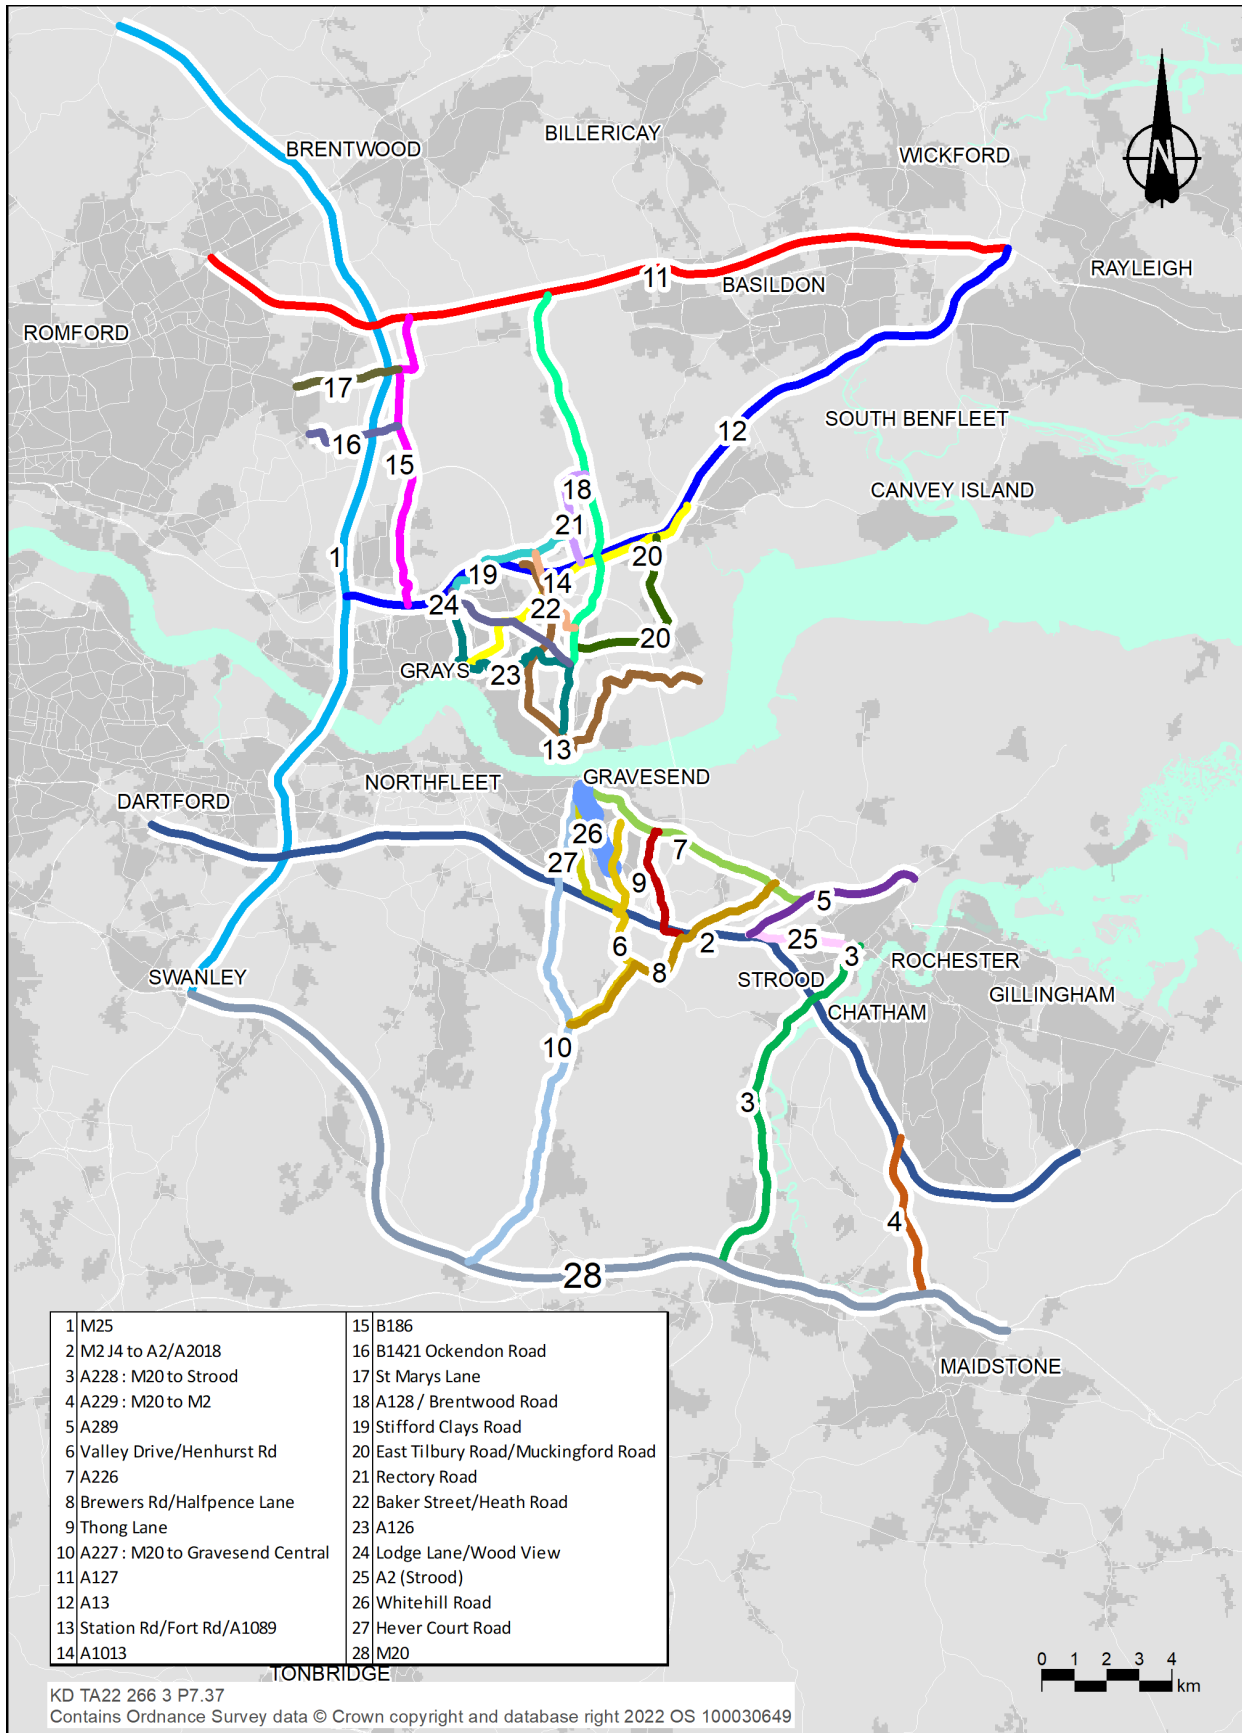 BILLERICAY
BRENTWOOD
WICKFORD
N
RAYLEIGH
11
BASILDON
ROMFORD
17
SOUTH BENFLEET
12
16
15
CANVEY ISLAND
18
21
1
20
19
14
24
22
20
GRAYS
23
13
GRAVESEND
NORTHFLEET
DARTFORD
26
7
27
9
5
25
2
6
3
ROCHESTER
8
SWANLEY
STROOD
GILLINGHAM
CHATHAM
10
3
4
28
1 M25
2 M2 J4 to A2/A2018
3 A228 : M20 to Strood
4 A229 : M20 to M2
5 A289
6 Valley Drive/Henhurst Rd
7 A226
8 Brewers Rd/Halfpence Lane
9 Thong Lane
10 A227 : M20 to Gravesend Central
11 A127
12 A13
13 Station Rd/Fort Rd/A1089
14 A1013
15 B186
16 B1421 Ockendon Road
17 St Marys Lane
18 A128 / Brentwood Road
19 Stifford Clays Road
20 East Tilbury Road/Muckingford Road
21 Rectory Road
22 Baker Street/Heath Road
23 A126
24 Lodge Lane/Wood View
25 A2 (Strood)
26 Whitehill Road
27 Hever Court Road
28 M20
MAIDSTONE
TONBRIDGE
0 1 2 3 4
km
KD TA22 266 3 P7.37
Contains Ordnance Survey data © Crown copyright and database right 2022 OS 100030649